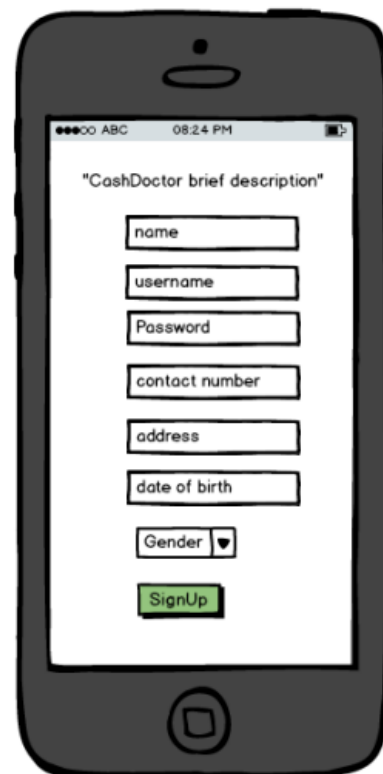 ABC 08:24 PM
"CashDoctor brief description"
name
username
Password
contact number
address
date of birth
Gender
SignUp